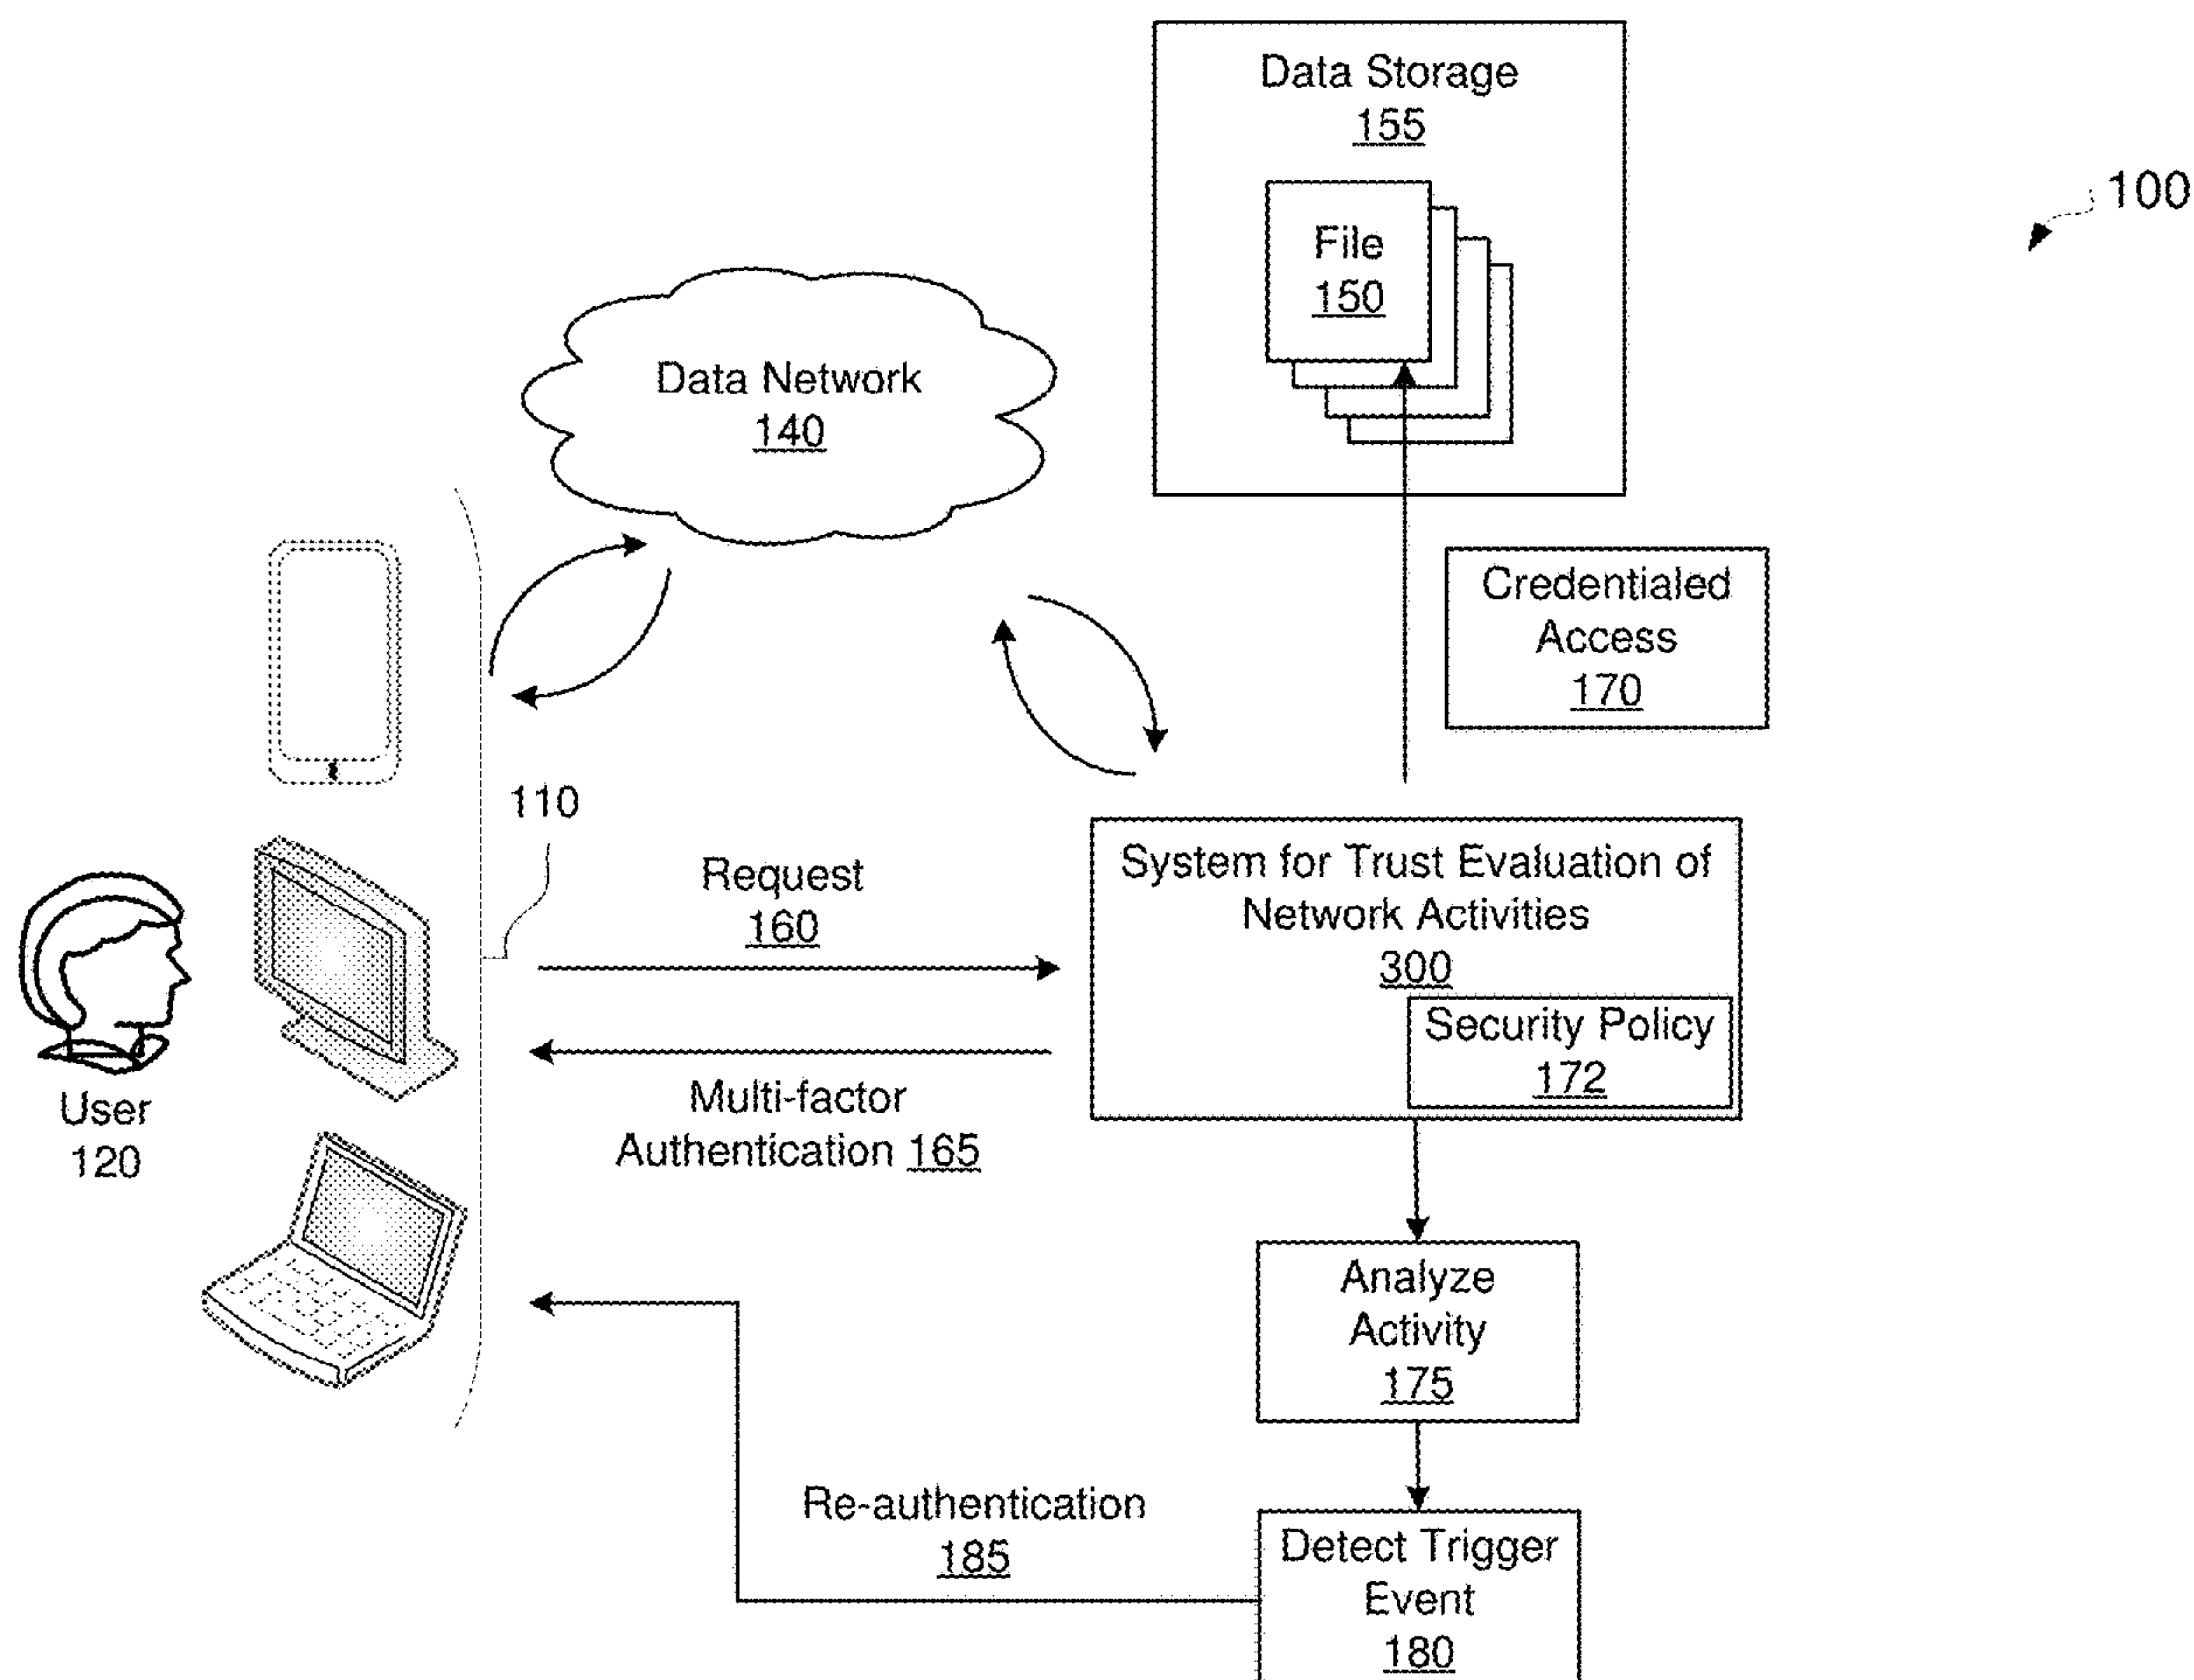 Data Storage
155
100
File
150
Data Network
140
Credentialed
Access
170
110
Request
160
System for Trust Evaluation of
Network Activities
300
Security Policy
172
Multi-factor
Authentication 165
User
120
Analyze
Activity
175
Re-authentication
185
Detect Trigger
Event
180